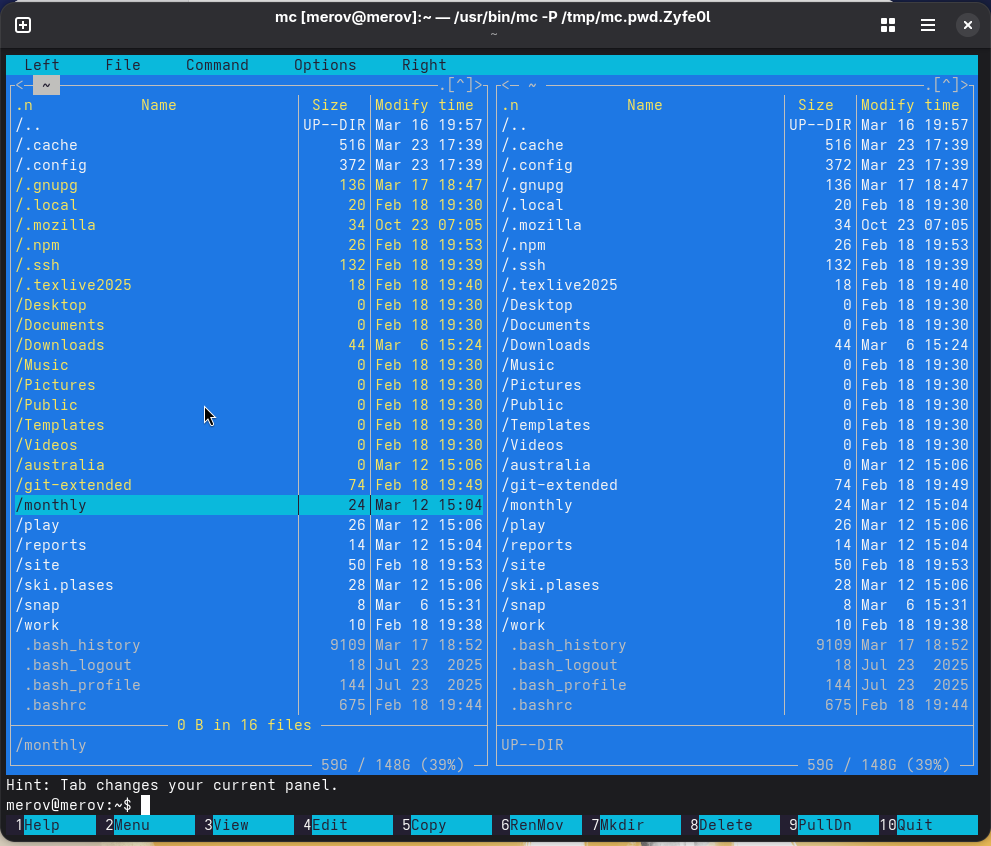 mc [merov@merov]:~ — /usr/bin/mc -P /tmp/mc.pwd.Zyfe0l
~
Left File Command Options Right
<─ ~ .[^]> <─ ~ .[^]>
.n Name Size Modify time .n Name Size Modify time
/.. UP--DIR Mar 16 19:57 /.. UP--DIR Mar 16 19:57
/.cache 516 Mar 23 17:39 /.cache 516 Mar 23 17:39
/.config 372 Mar 23 17:39 /.config 372 Mar 23 17:39
/.gnupg 136 Mar 17 18:47 /.gnupg 136 Mar 17 18:47
/.local 20 Feb 18 19:30 /.local 20 Feb 18 19:30
/.mozilla 34 Oct 23 07:05 /.mozilla 34 Oct 23 07:05
/.npm 26 Feb 18 19:53 /.npm 26 Feb 18 19:53
/.ssh 132 Feb 18 19:39 /.ssh 132 Feb 18 19:39
/.texlive2025 18 Feb 18 19:40 /.texlive2025 18 Feb 18 19:40
/Desktop 0 Feb 18 19:30 /Desktop 0 Feb 18 19:30
/Documents 0 Feb 18 19:30 /Documents 0 Feb 18 19:30
/Downloads 44 Mar 6 15:24 /Downloads 44 Mar 6 15:24
/Music 0 Feb 18 19:30 /Music 0 Feb 18 19:30
/Pictures 0 Feb 18 19:30 /Pictures 0 Feb 18 19:30
/Public 0 Feb 18 19:30 /Public 0 Feb 18 19:30
/Templates 0 Feb 18 19:30 /Templates 0 Feb 18 19:30
/Videos 0 Feb 18 19:30 /Videos 0 Feb 18 19:30
/australia 0 Mar 12 15:06 /australia 0 Mar 12 15:06
/git-extended 74 Feb 18 19:49 /git-extended 74 Feb 18 19:49
/monthly 24 Mar 12 15:04 /monthly 24 Mar 12 15:04
/play 26 Mar 12 15:06 /play 26 Mar 12 15:06
/reports 14 Mar 12 15:04 /reports 14 Mar 12 15:04
/site 50 Feb 18 19:53 /site 50 Feb 18 19:53
/ski.plases 28 Mar 12 15:06 /ski.plases 28 Mar 12 15:06
/snap 8 Mar 6 15:31 /snap 8 Mar 6 15:31
/work 10 Feb 18 19:38 /work 10 Feb 18 19:38
.bash_history 9109 Mar 17 18:52 .bash_history 9109 Mar 17 18:52
.bash_logout 18 Jul 23 2025 .bash_logout 18 Jul 23 2025
.bash_profile 144 Jul 23 2025 .bash_profile 144 Jul 23 2025
.bashrc 675 Feb 18 19:44 .bashrc 675 Feb 18 19:44
0 B in 16 files
/monthly UP--DIR
59G / 148G (39%) 59G / 148G (39%)
Hint: Tab changes your current panel.
merov@merov:~$
1Help 2Menu 3View 4Edit 5Copy 6RenMov 7Mkdir 8Delete 9PullDn 10Quit